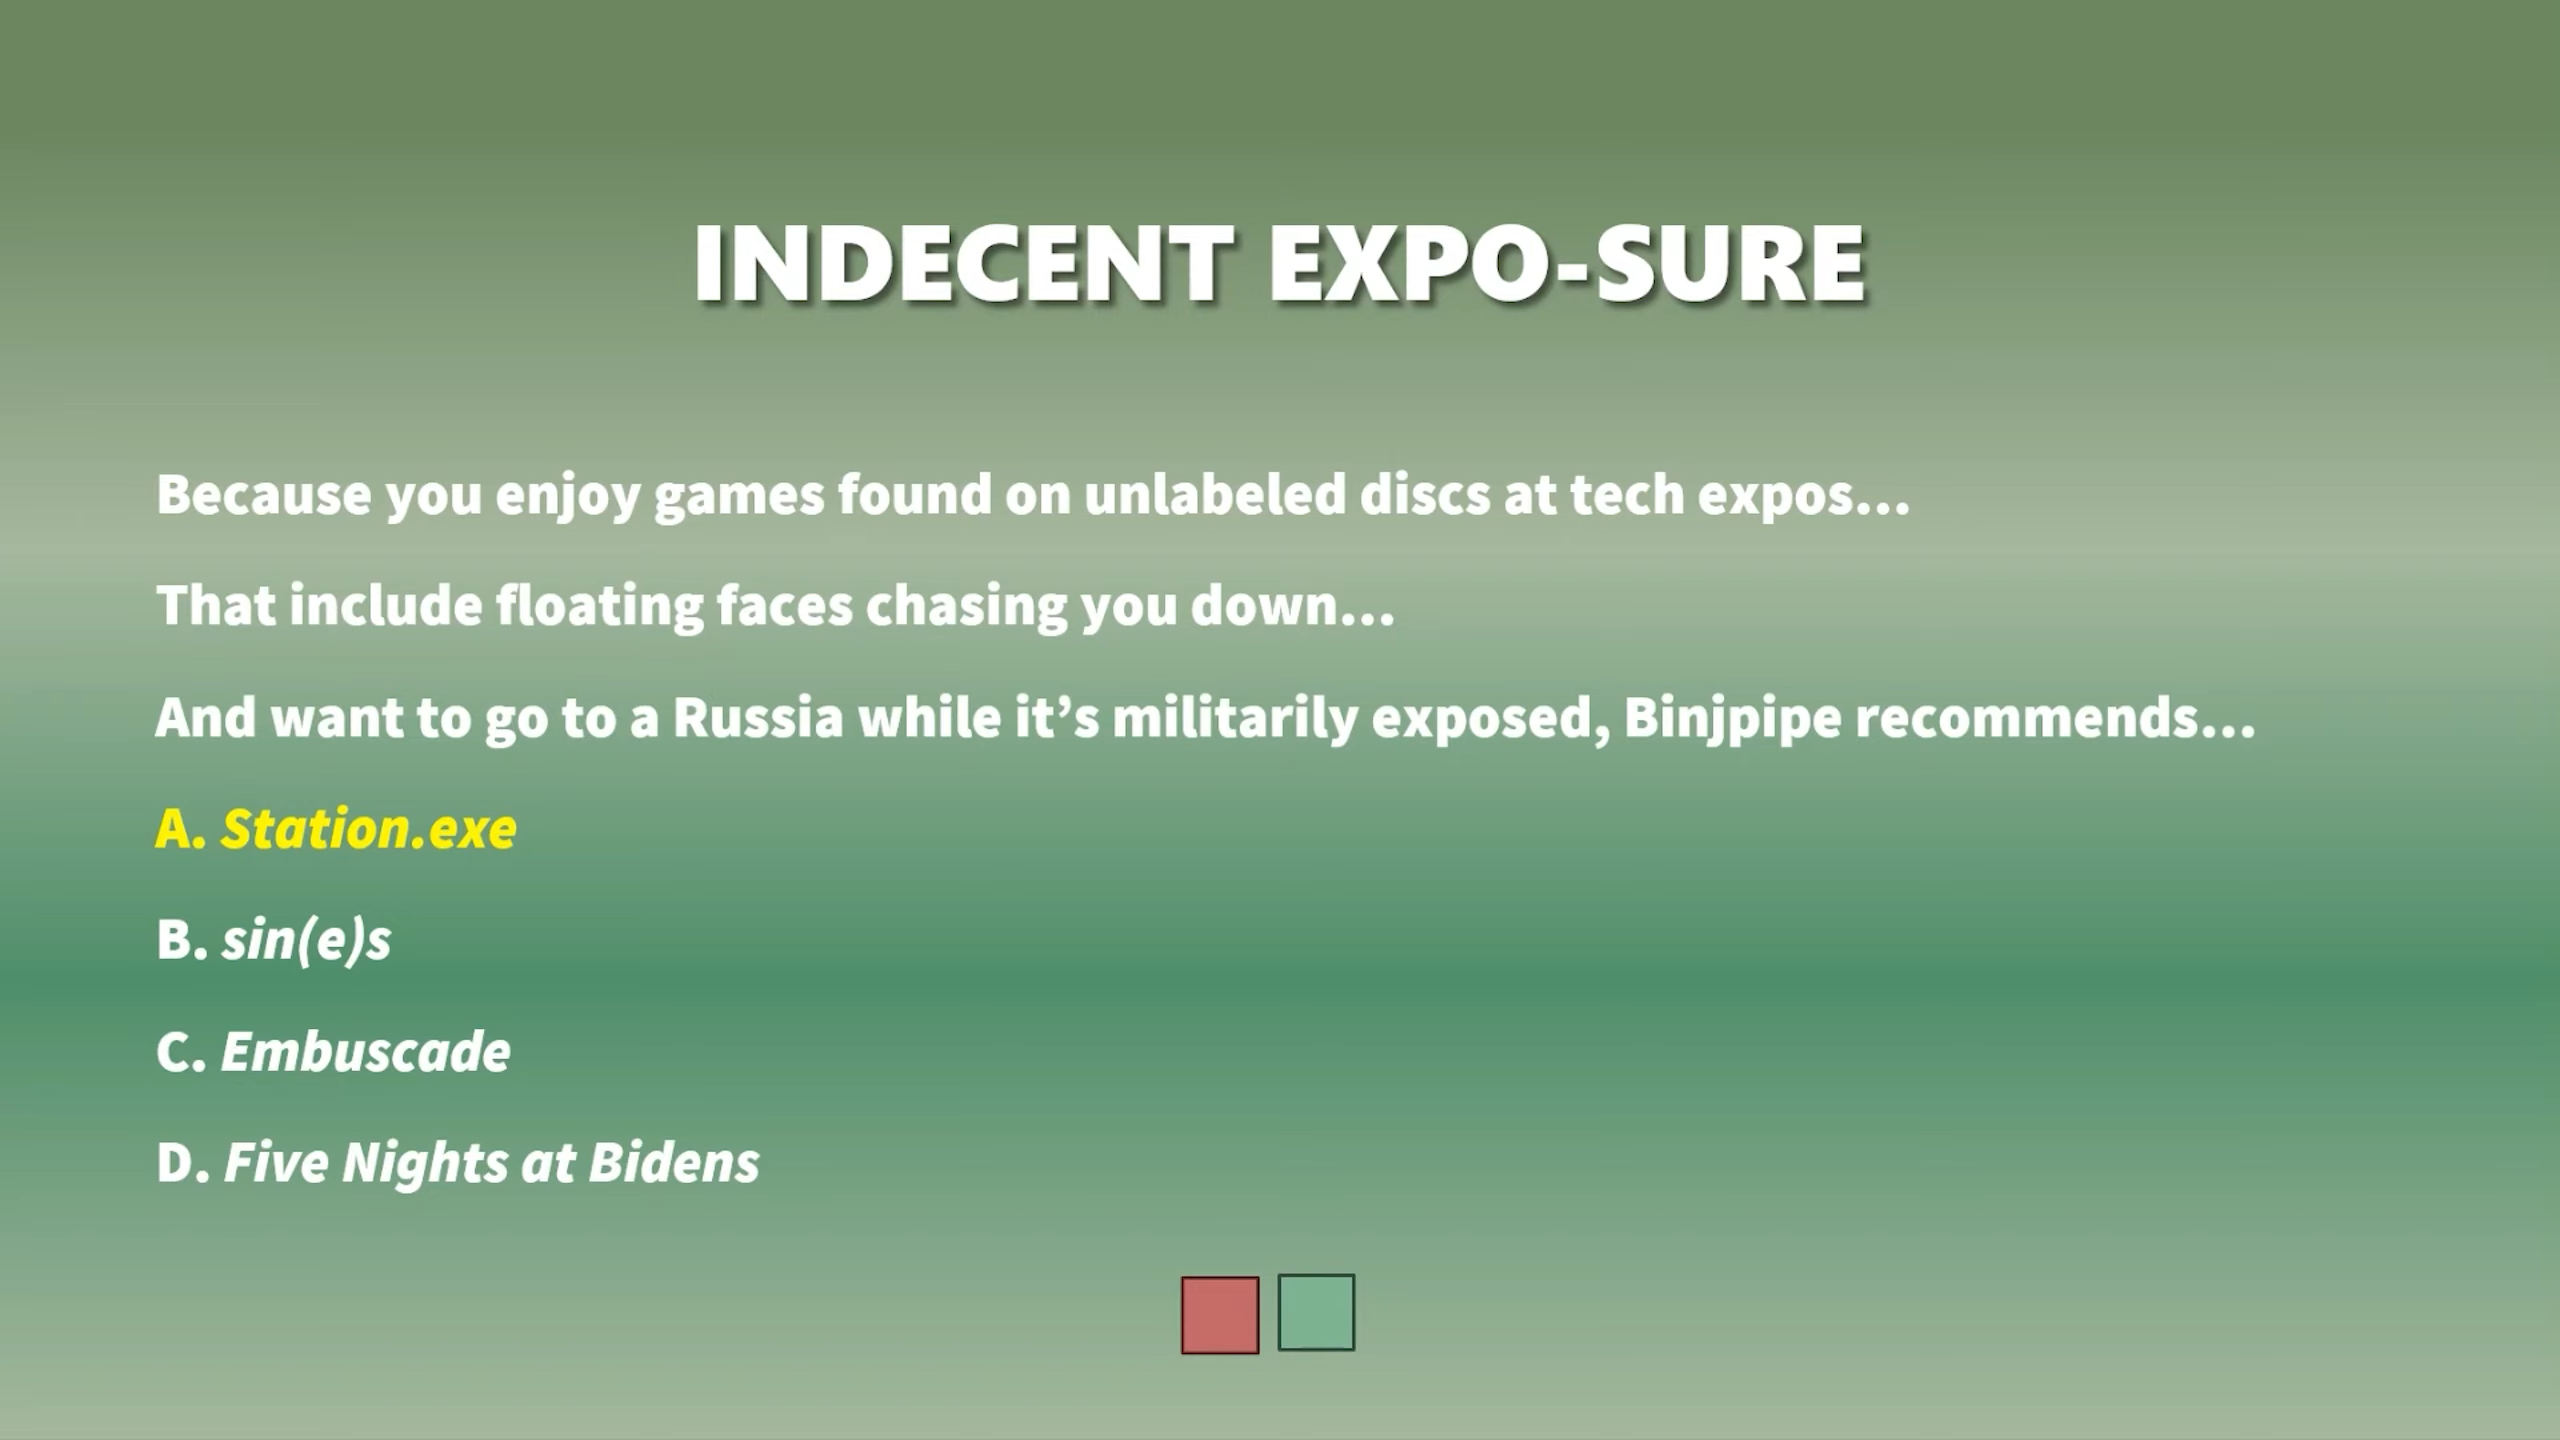 INDECENT EXPO-SURE
Because you enjoy games found on unlabeled discs at tech expos...
That include floating faces chasing you down...
And want to go to a Russia while it’s militarily exposed, Binjpipe recommends...
A. Station.exe
B. sin(e)s
C. Embuscade
D. Five Nights at Bidens